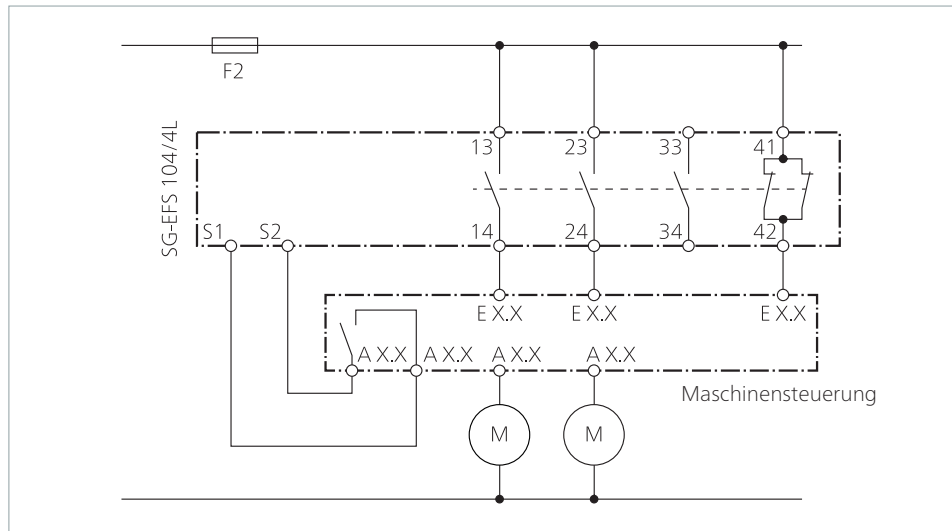 F2
SG-EFS 104/4L
13 23 33 41
S1 S2 14 24 34 42
E X.X E X.X E X.X
A X.X A X.X A X.X A X.X
Maschinensteuerung
M M